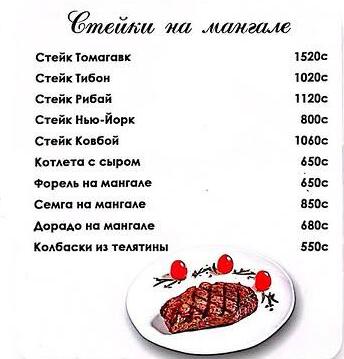 Стейки на мангале
Стейк Томагавк 1520с
Стейк Тибон 1020с
Стейк Рибай 1120с
Стейк Нью-Йорк 800с
Стейк Ковбой 1060с
Котлета с сыром 650с
Форель на мангале 650с
Семга на мангале 850с
Дорадо на мангале 680с
Колбаски из телятины 550с